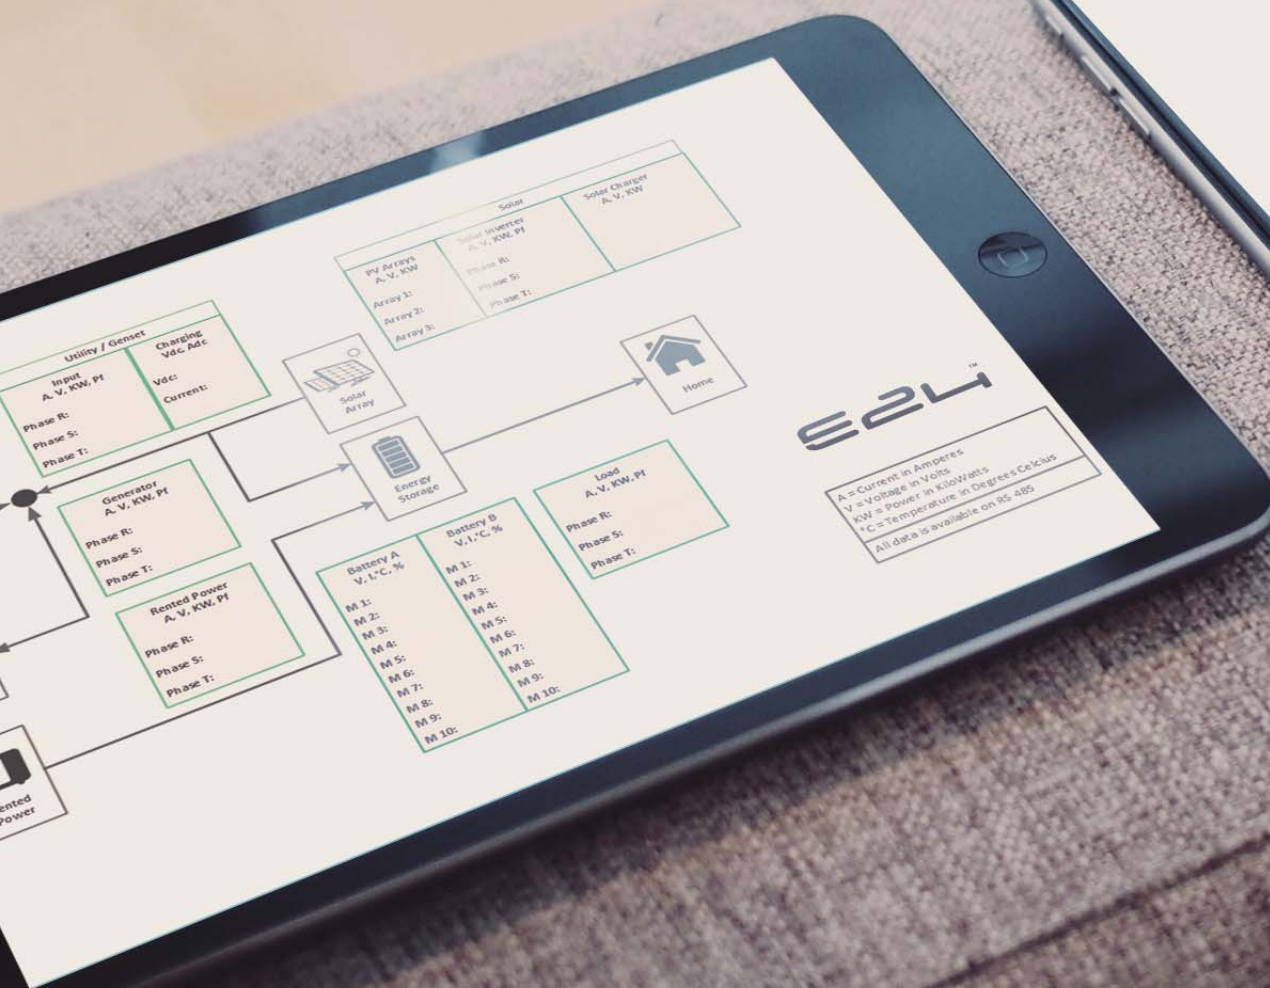 Solar
PV Arrays
A, V, KW
Array 1:
Array 2:
Array 3:
Solar Inverter
A, V, KW, Pf
Phase R:
Phase S:
Phase T:
Solar Charger
A, V, KW
Utility / Genset
Input
A, V, KW, Pf
Phase R:
Phase S:
Phase T:
Charging
Vdc, Adc
Vdc:
Current:
Solar
Array
Home
Energy
Storage
Generator
A, V, KW, Pf
Phase R:
Phase S:
Phase T:
Rented Power
A, V, KW, Pf
Phase R:
Phase S:
Phase T:
Battery A
V, I,°C, %
M 1:
M 2:
M 3:
M 4:
M 5:
M 6:
M 7:
M 8:
M 9:
M 10:
Battery B
V, I,°C, %
M 1:
M 2:
M 3:
M 4:
M 5:
M 6:
M 7:
M 8:
M 9:
M 10:
Load
A, V, KW, Pf
Phase R:
Phase S:
Phase T:
ented
Power
E24™
A = Current in Amperes
V = Voltage in Volts
KW = Power in KiloWatts
°C = Temperature in Degrees Celcius
All data is available on RS 485